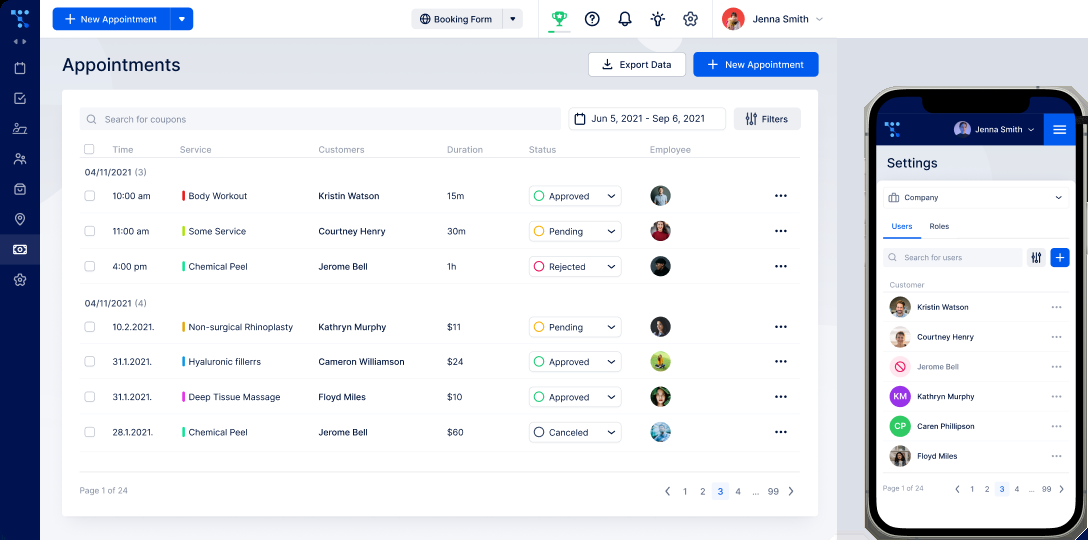 New Appointment
Booking Form
Jenna Smith
Appointments
Export Data
New Appointment
Search for coupons
Jun 5, 2021 - Sep 6, 2021
Filters
Time Service Customers Duration Status Employee
04/11/2021 (3)
10:00 am Body Workout Kristin Watson 15m Approved
11:00 am Some Service Courtney Henry 30m Pending
4:00 pm Chemical Peel Jerome Bell 1h Rejected
04/11/2021 (4)
10.2.2021. Non-surgical Rhinoplasty Kathryn Murphy $11 Pending
31.1.2021. Hyaluronic fillerrs Cameron Williamson $24 Approved
31.1.2021. Deep Tissue Massage Floyd Miles $10 Approved
28.1.2021. Chemical Peel Jerome Bell $60 Canceled
Page 1 of 24
1 2 3 4 ... 99
Jenna Smith
Settings
Company
Users Roles
Search for users
Customer
Kristin Watson
Courtney Henry
Jerome Bell
KM Kathryn Murphy
CP Caren Phillipson
Floyd Miles
Page 1 of 24
1 2 3 4 ... 99